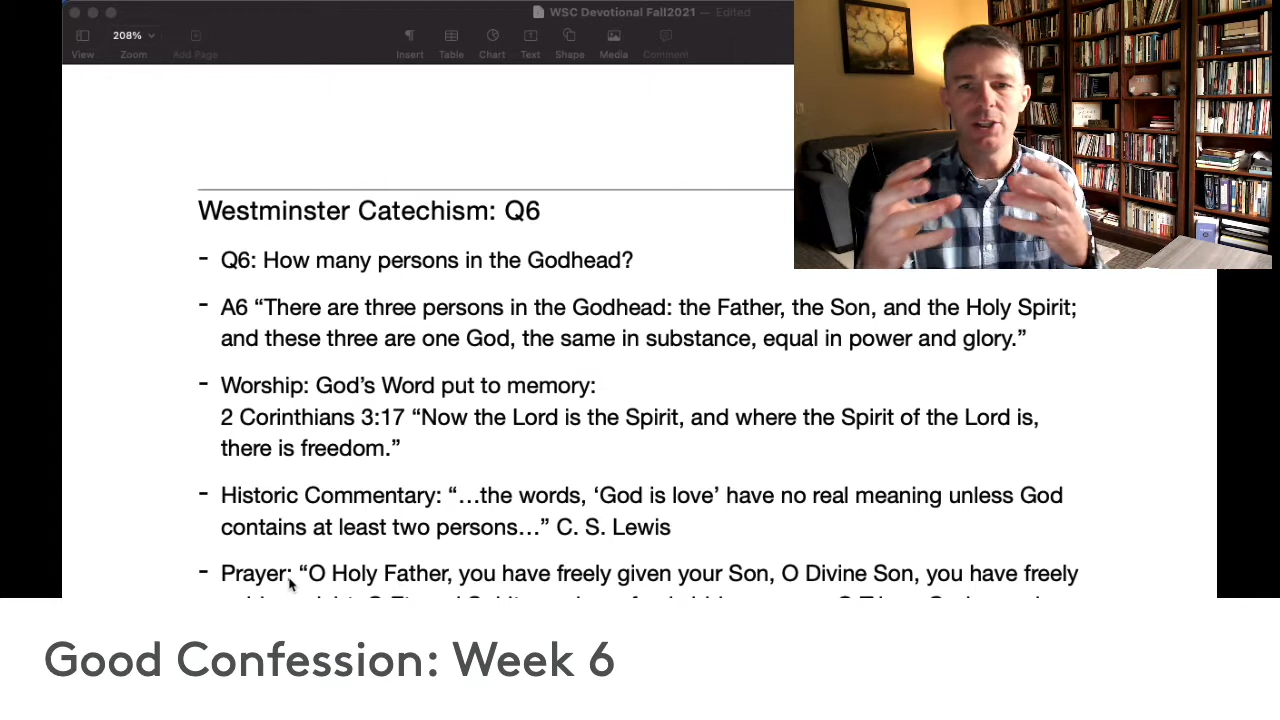 WSC Devotional Fall2021 — Edited
208%
View
Zoom
Add Page
Insert
Table
Chart
Text
Shape
Media
Comment
Westminster Catechism: Q6
- Q6: How many persons in the Godhead?
- A6 “There are three persons in the Godhead: the Father, the Son, and the Holy Spirit;
and these three are one God, the same in substance, equal in power and glory.”
- Worship: God’s Word put to memory:
2 Corinthians 3:17 “Now the Lord is the Spirit, and where the Spirit of the Lord is,
there is freedom.”
- Historic Commentary: “…the words, ‘God is love’ have no real meaning unless God
contains at least two persons…” C. S. Lewis
- Prayer: “O Holy Father, you have freely given your Son, O Divine Son, you have freely
Good Confession: Week 6